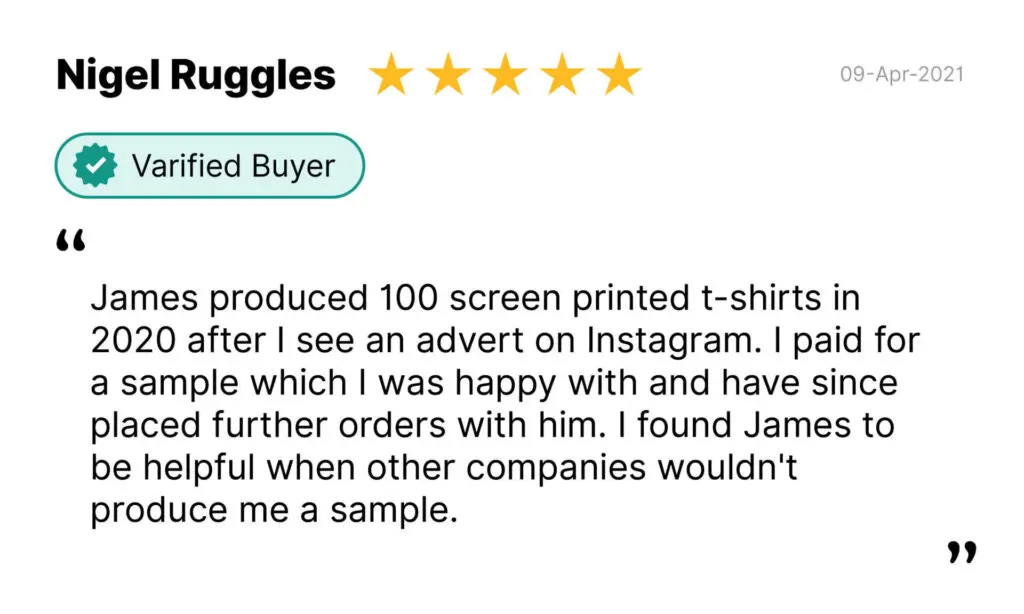 Nigel Ruggles
09-Apr-2021
Varified Buyer
“
James produced 100 screen printed t-shirts in
2020 after I see an advert on Instagram. I paid for
a sample which I was happy with and have since
placed further orders with him. I found James to
be helpful when other companies wouldn't
produce me a sample.
”